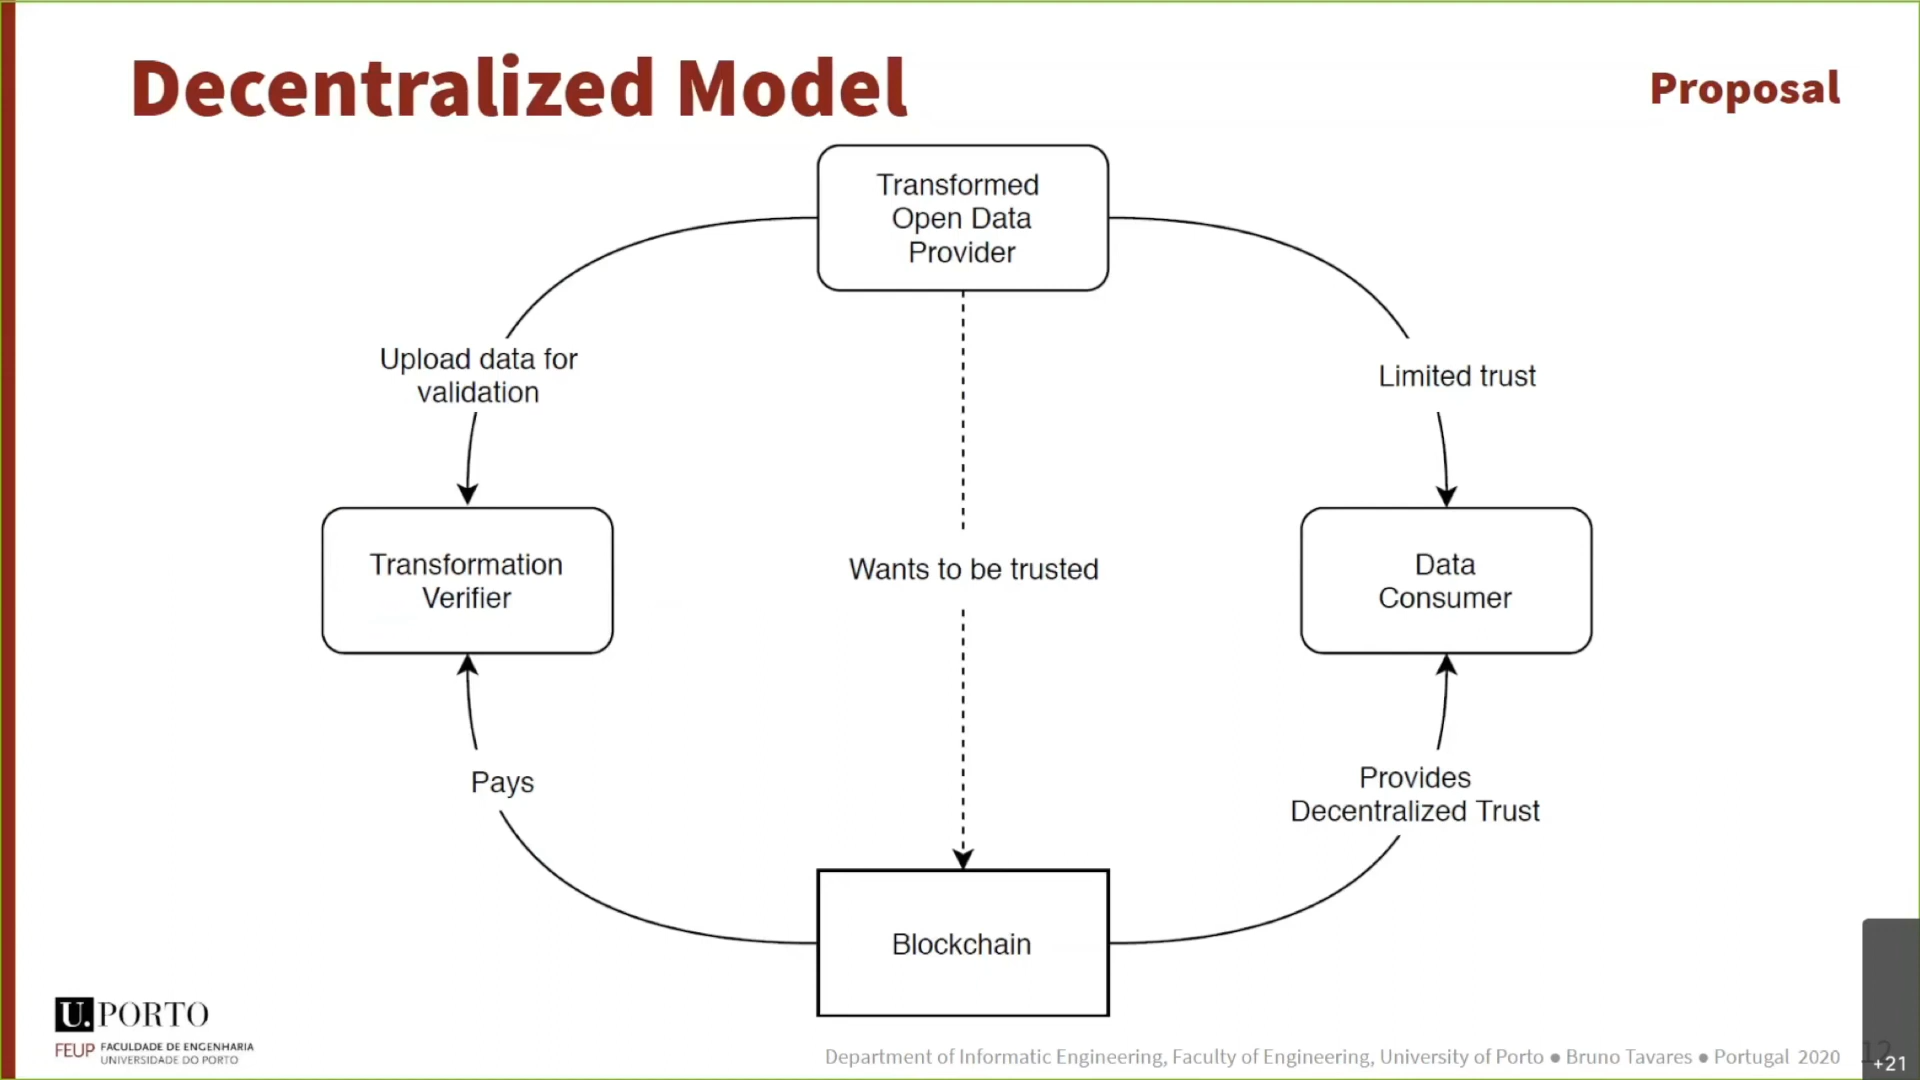 Decentralized Model
Proposal
Transformed
Open Data
Provider
Upload data for
validation
Limited trust
Transformation
Verifier
Wants to be trusted
Data
Consumer
Pays
Provides
Decentralized Trust
Blockchain
U.PORTO
FEUP FACULDADE DE ENGENHARIA
UNIVERSIDADE DO PORTO
Department of Informatic Engineering, Faculty of Engineering, University of Porto ● Bruno Tavares ● Portugal 2020
12
+21